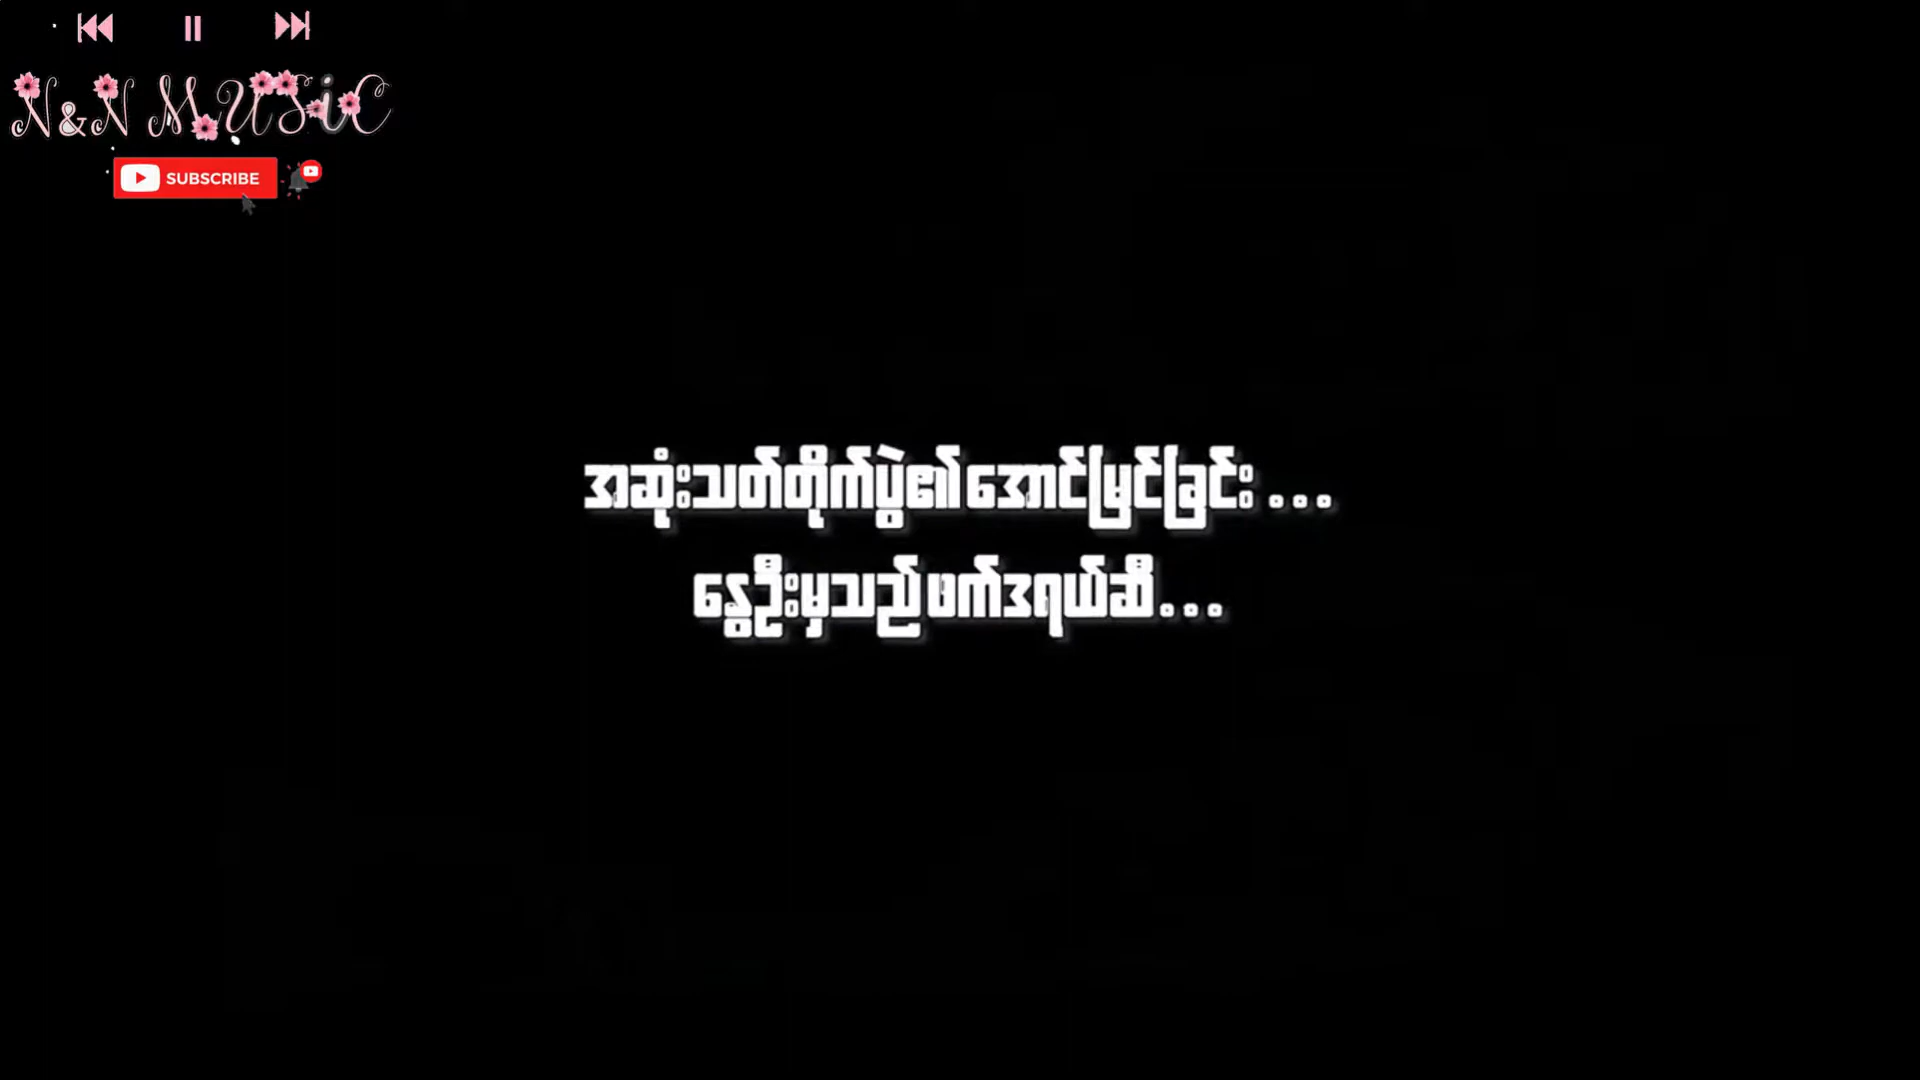 N&N MUSiC
SUBSCRIBE
အဆုံးသတ်တိုက်ပွဲ၏ အောင်မြင်ခြင်း ...
နွေဦးမှသည် ဖက်ဒရယ်ဆီ...